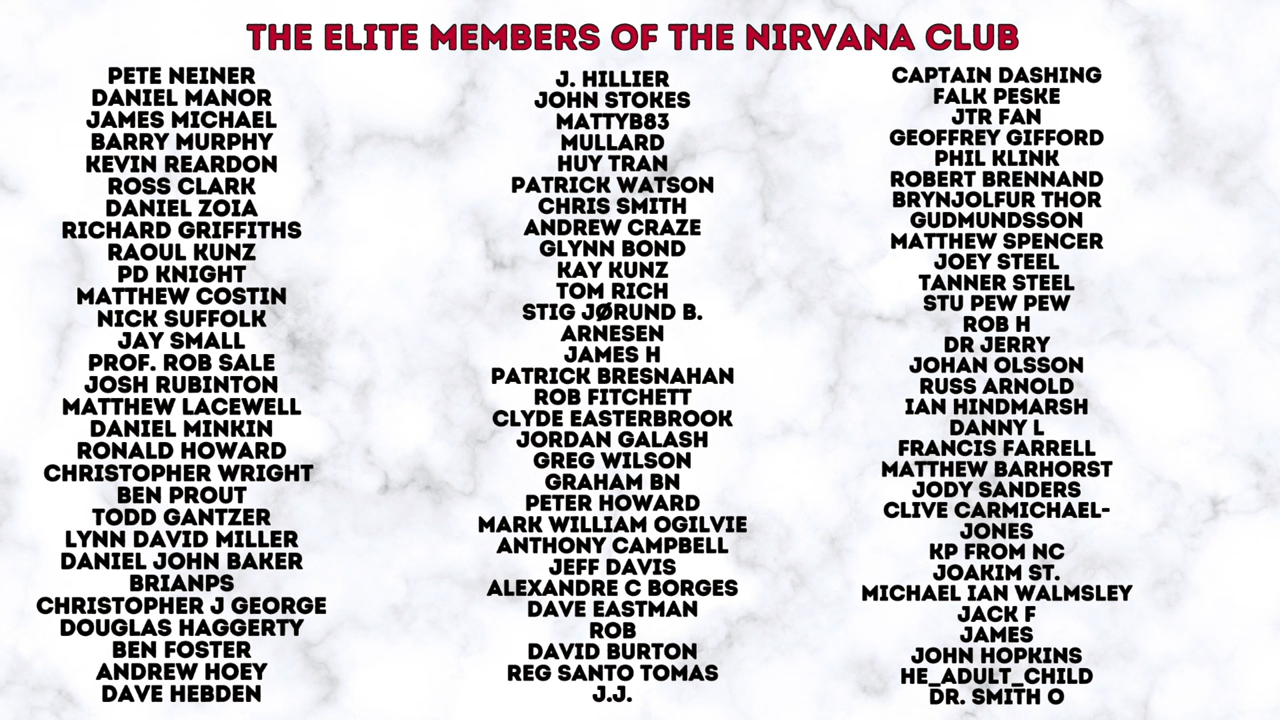 THE ELITE MEMBERS OF THE NIRVANA CLUB
PETE NEINER
DANIEL MANOR
JAMES MICHAEL
BARRY MURPHY
KEVIN REARDON
ROSS CLARK
DANIEL ZOIA
RICHARD GRIFFITHS
RAOUL KUNZ
PD KNIGHT
MATTHEW COSTIN
NICK SUFFOLK
JAY SMALL
PROF. ROB SALE
JOSH RUBINTON
MATTHEW LACEWELL
DANIEL MINKIN
RONALD HOWARD
CHRISTOPHER WRIGHT
BEN PROUT
TODD GANTZER
LYNN DAVID MILLER
DANIEL JOHN BAKER
BRIANPS
CHRISTOPHER J GEORGE
DOUGLAS HAGGERTY
BEN FOSTER
ANDREW HOEY
DAVE HEBDEN
J. HILLIER
JOHN STOKES
MATTYB83
MULLARD
HUY TRAN
PATRICK WATSON
CHRIS SMITH
ANDREW CRAZE
GLYNN BOND
KAY KUNZ
TOM RICH
STIG JØRUND B.
ARNESEN
JAMES H
PATRICK BRESNAHAN
ROB FITCHETT
CLYDE EASTERBROOK
JORDAN GALASH
GREG WILSON
GRAHAM BN
PETER HOWARD
MARK WILLIAM OGILVIE
ANTHONY CAMPBELL
JEFF DAVIS
ALEXANDRE C BORGES
DAVE EASTMAN
ROB
DAVID BURTON
REG SANTO TOMAS
J.J.
CAPTAIN DASHING
FALK PESKE
JTR FAN
GEOFFREY GIFFORD
PHIL KLINK
ROBERT BRENNAND
BRYNJOLFUR THOR
GUDMUNDSSON
MATTHEW SPENCER
JOEY STEEL
TANNER STEEL
STU PEW PEW
ROB H
DR JERRY
JOHAN OLSSON
RUSS ARNOLD
IAN HINDMARSH
DANNY L
FRANCIS FARRELL
MATTHEW BARHORST
JODY SANDERS
CLIVE CARMICHAEL-
JONES
KP FROM NC
JOAKIM ST.
MICHAEL IAN WALMSLEY
JACK F
JAMES
JOHN HOPKINS
HE_ADULT_CHILD
DR. SMITH O